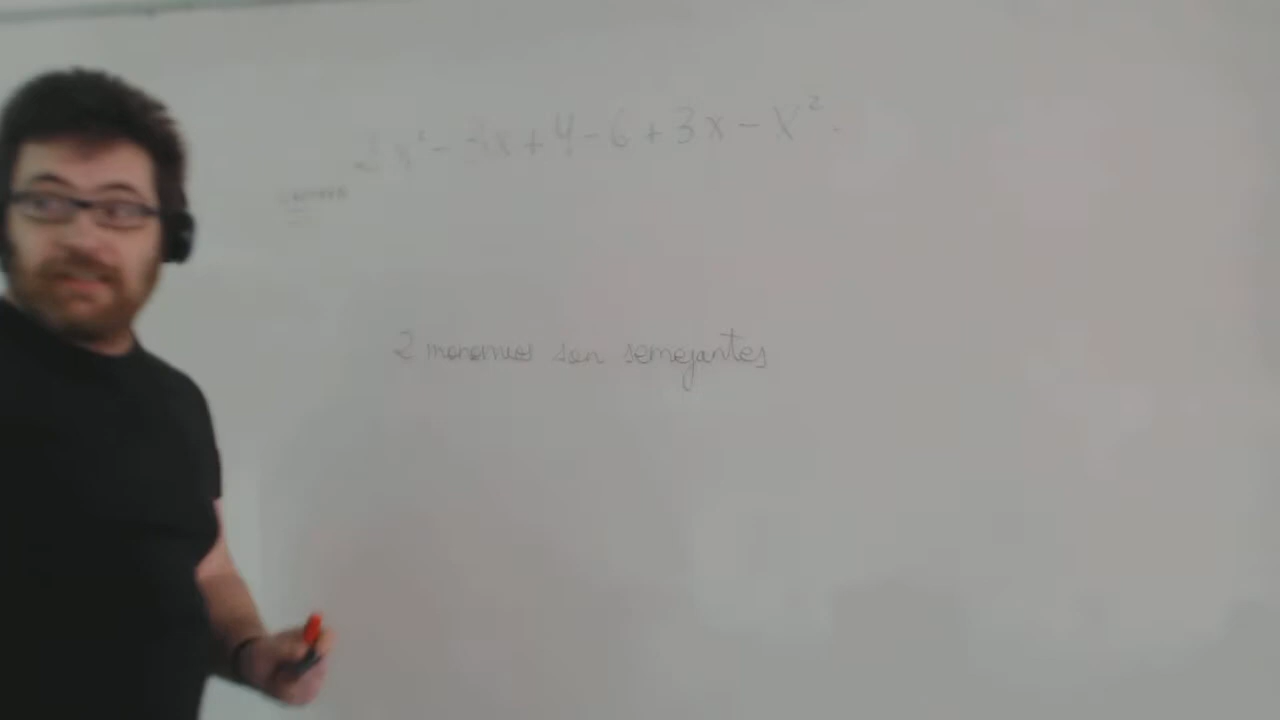 2x² - 3x + 4 - 6 + 3x - x²
2 monomios son semejantes